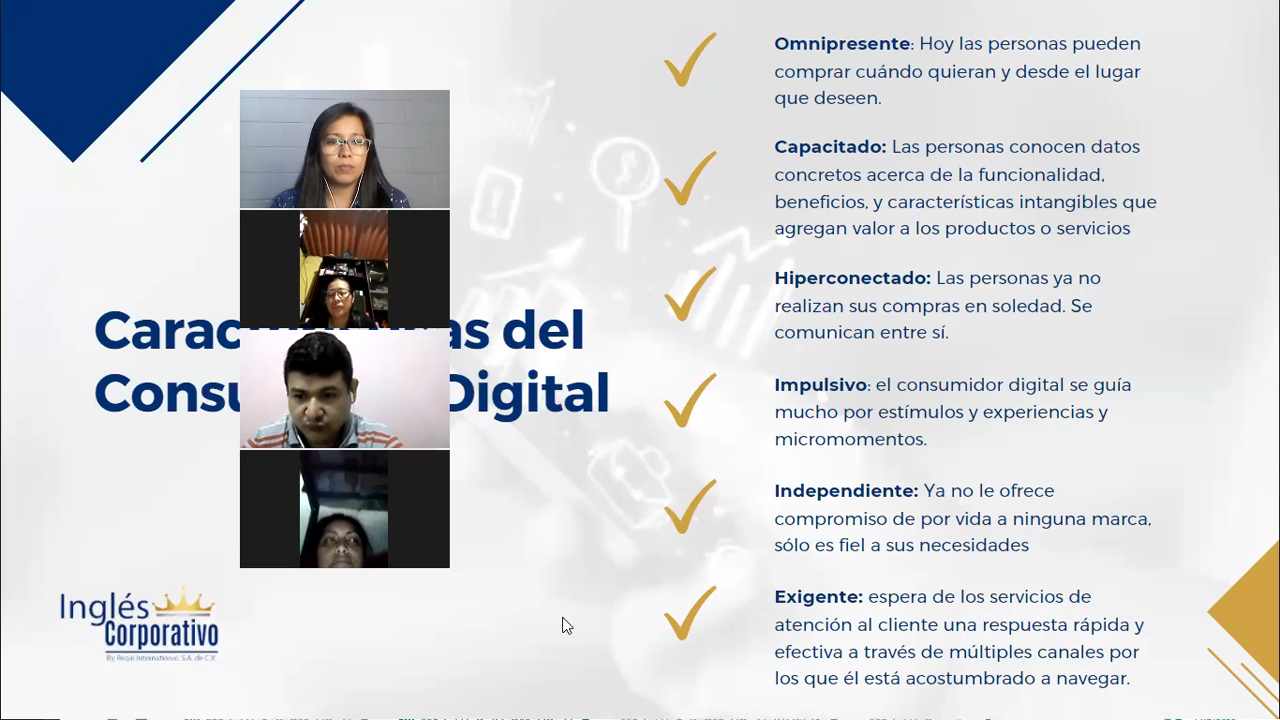 Omnipresente: Hoy las personas pueden
comprar cuándo quieran y desde el lugar
que deseen.
Capacitado: Las personas conocen datos
concretos acerca de la funcionalidad,
beneficios, y características intangibles que
agregan valor a los productos o servicios
Hiperconectado: Las personas ya no
realizan sus compras en soledad. Se
comunican entre sí.
Impulsivo: el consumidor digital se guía
mucho por estímulos y experiencias y
micromomentos.
Independiente: Ya no le ofrece
compromiso de por vida a ninguna marca,
sólo es fiel a sus necesidades
Exigente: espera de los servicios de
atención al cliente una respuesta rápida y
efectiva a través de múltiples canales por
los que él está acostumbrado a navegar.
del
Digital
Inglés
Corporativo
By Regal International, S.A. de C.V.